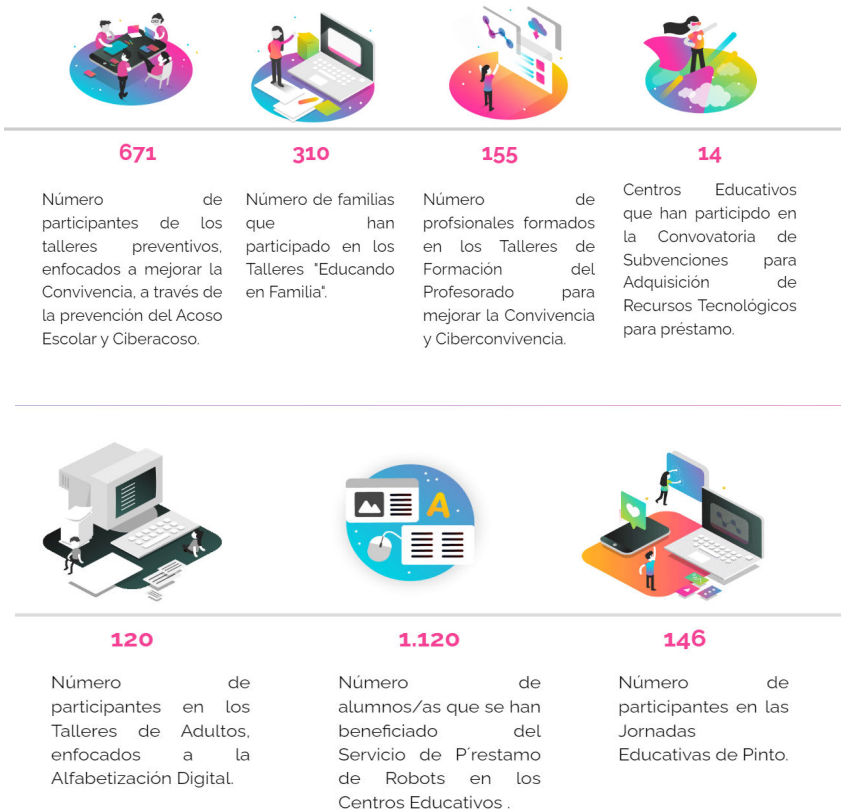 671
Número de
participantes de los
talleres preventivos,
enfocados a mejorar la
Convivencia, a través de
la prevención del Acoso
Escolar y Ciberacoso.
310
Número de familias
que han
participado en los
Talleres "Educando
en Familia".
155
Número de
profsionales formados
en los Talleres de
Formación del
Profesorado para
mejorar la Convivencia
y Ciberconvivencia.
14
Centros Educativos
que han participdo en
la Convovatoria de
Subvenciones para
Adquisición de
Recursos Tecnológicos
para préstamo.
120
Número de
participantes en los
Talleres de Adultos,
enfocados a la
Alfabetización Digital.
A
1.120
Número de
alumnos/as que se han
beneficiado del
Servicio de P´restamo
de Robots en los
Centros Educativos .
146
Número de
participantes en las
Jornadas
Educativas de Pinto.